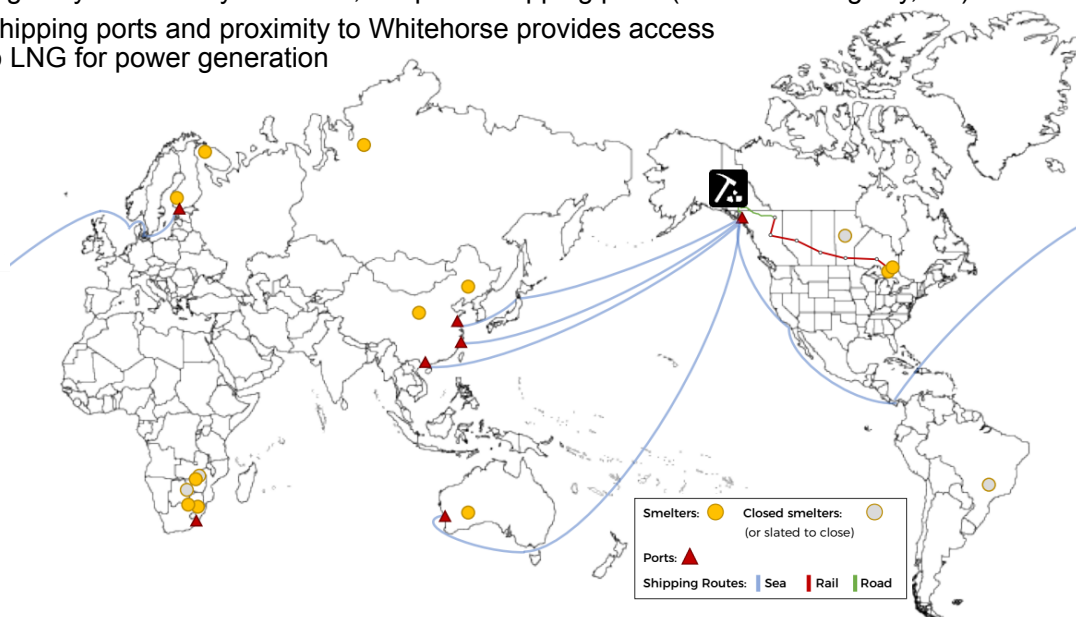 hipping ports and proximity to Whitehorse provides access
LNG for power generation
Smelters: Closed smelters:
(or slated to close)
Ports:
Shipping Routes: Sea Rail Road